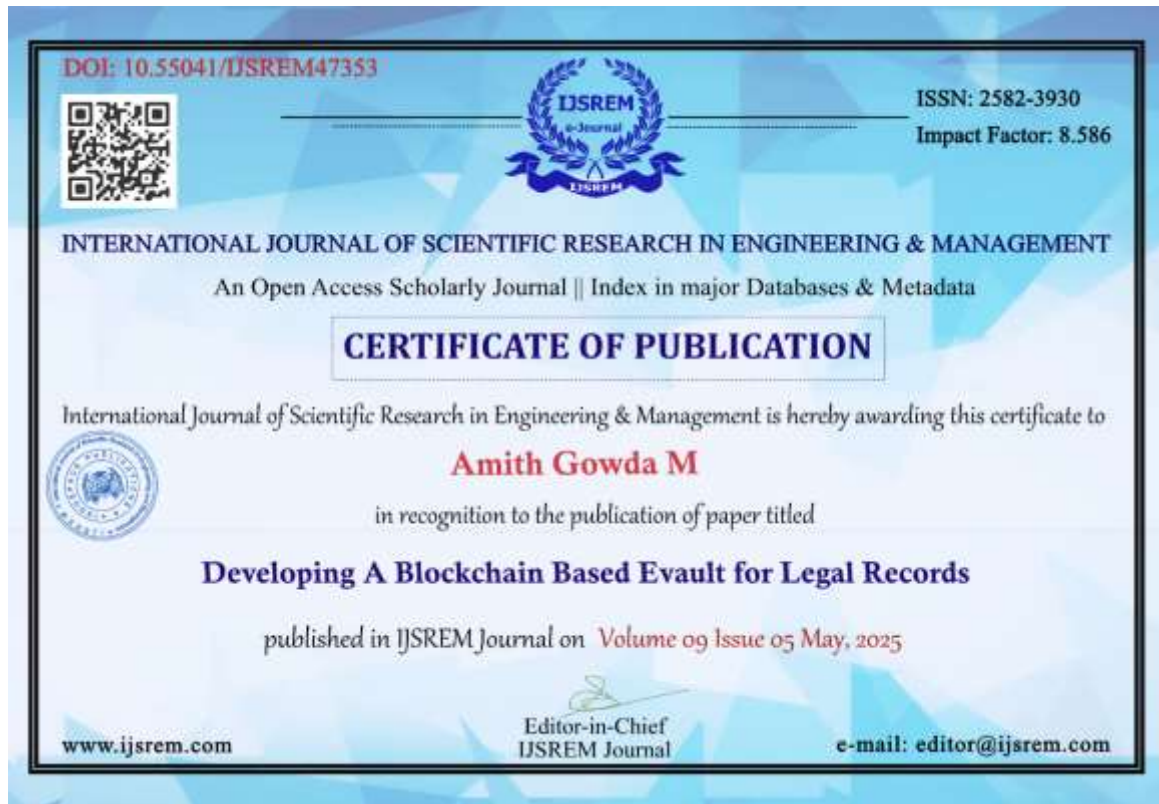 DOI: 10.55041/IJSREM47353
ISSN: 2582-3930
Impact Factor: 8.586
IJSREM
e-Journal
IJSREM
INTERNATIONAL JOURNAL OF SCIENTIFIC RESEARCH IN ENGINEERING & MANAGEMENT
An Open Access Scholarly Journal || Index in major Databases & Metadata
CERTIFICATE OF PUBLICATION
International Journal of Scientific Research in Engineering & Management is hereby awarding this certificate to
Amith Gowda M
in recognition to the publication of paper titled
Developing A Blockchain Based Evault for Legal Records
published in IJSREM Journal on Volume 09 Issue 05 May, 2025
Editor-in-Chief
IJSREM Journal
www.ijsrem.com
e-mail: editor@ijsrem.com